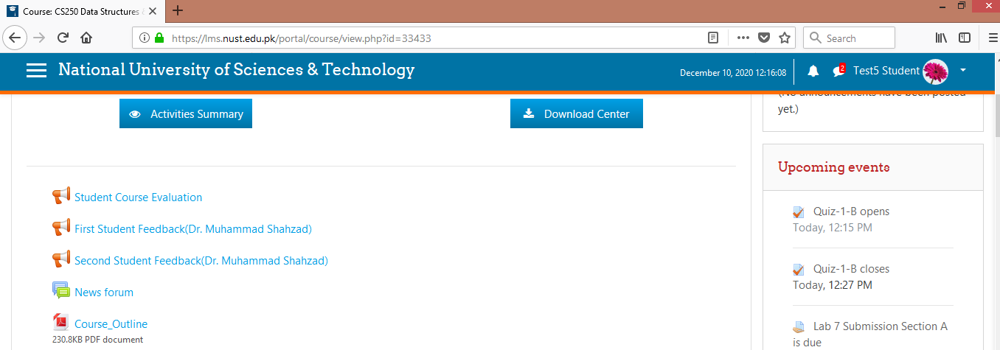 Course: CS250 Data Structures
https://lms.nust.edu.pk/portal/course/view.php?id=33433
Search
National University of Sciences & Technology
December 10, 2020 12:16:08
2
Test5 Student
Activities Summary
Download Center
Student Course Evaluation
First Student Feedback(Dr. Muhammad Shahzad)
Second Student Feedback(Dr. Muhammad Shahzad)
News forum
Course_Outline
230.8KB PDF document
(No announcements have been posted
yet.)
Upcoming events
Quiz-1-B opens
Today, 12:15 PM
Quiz-1-B closes
Today, 12:27 PM
Lab 7 Submission Section A
is due